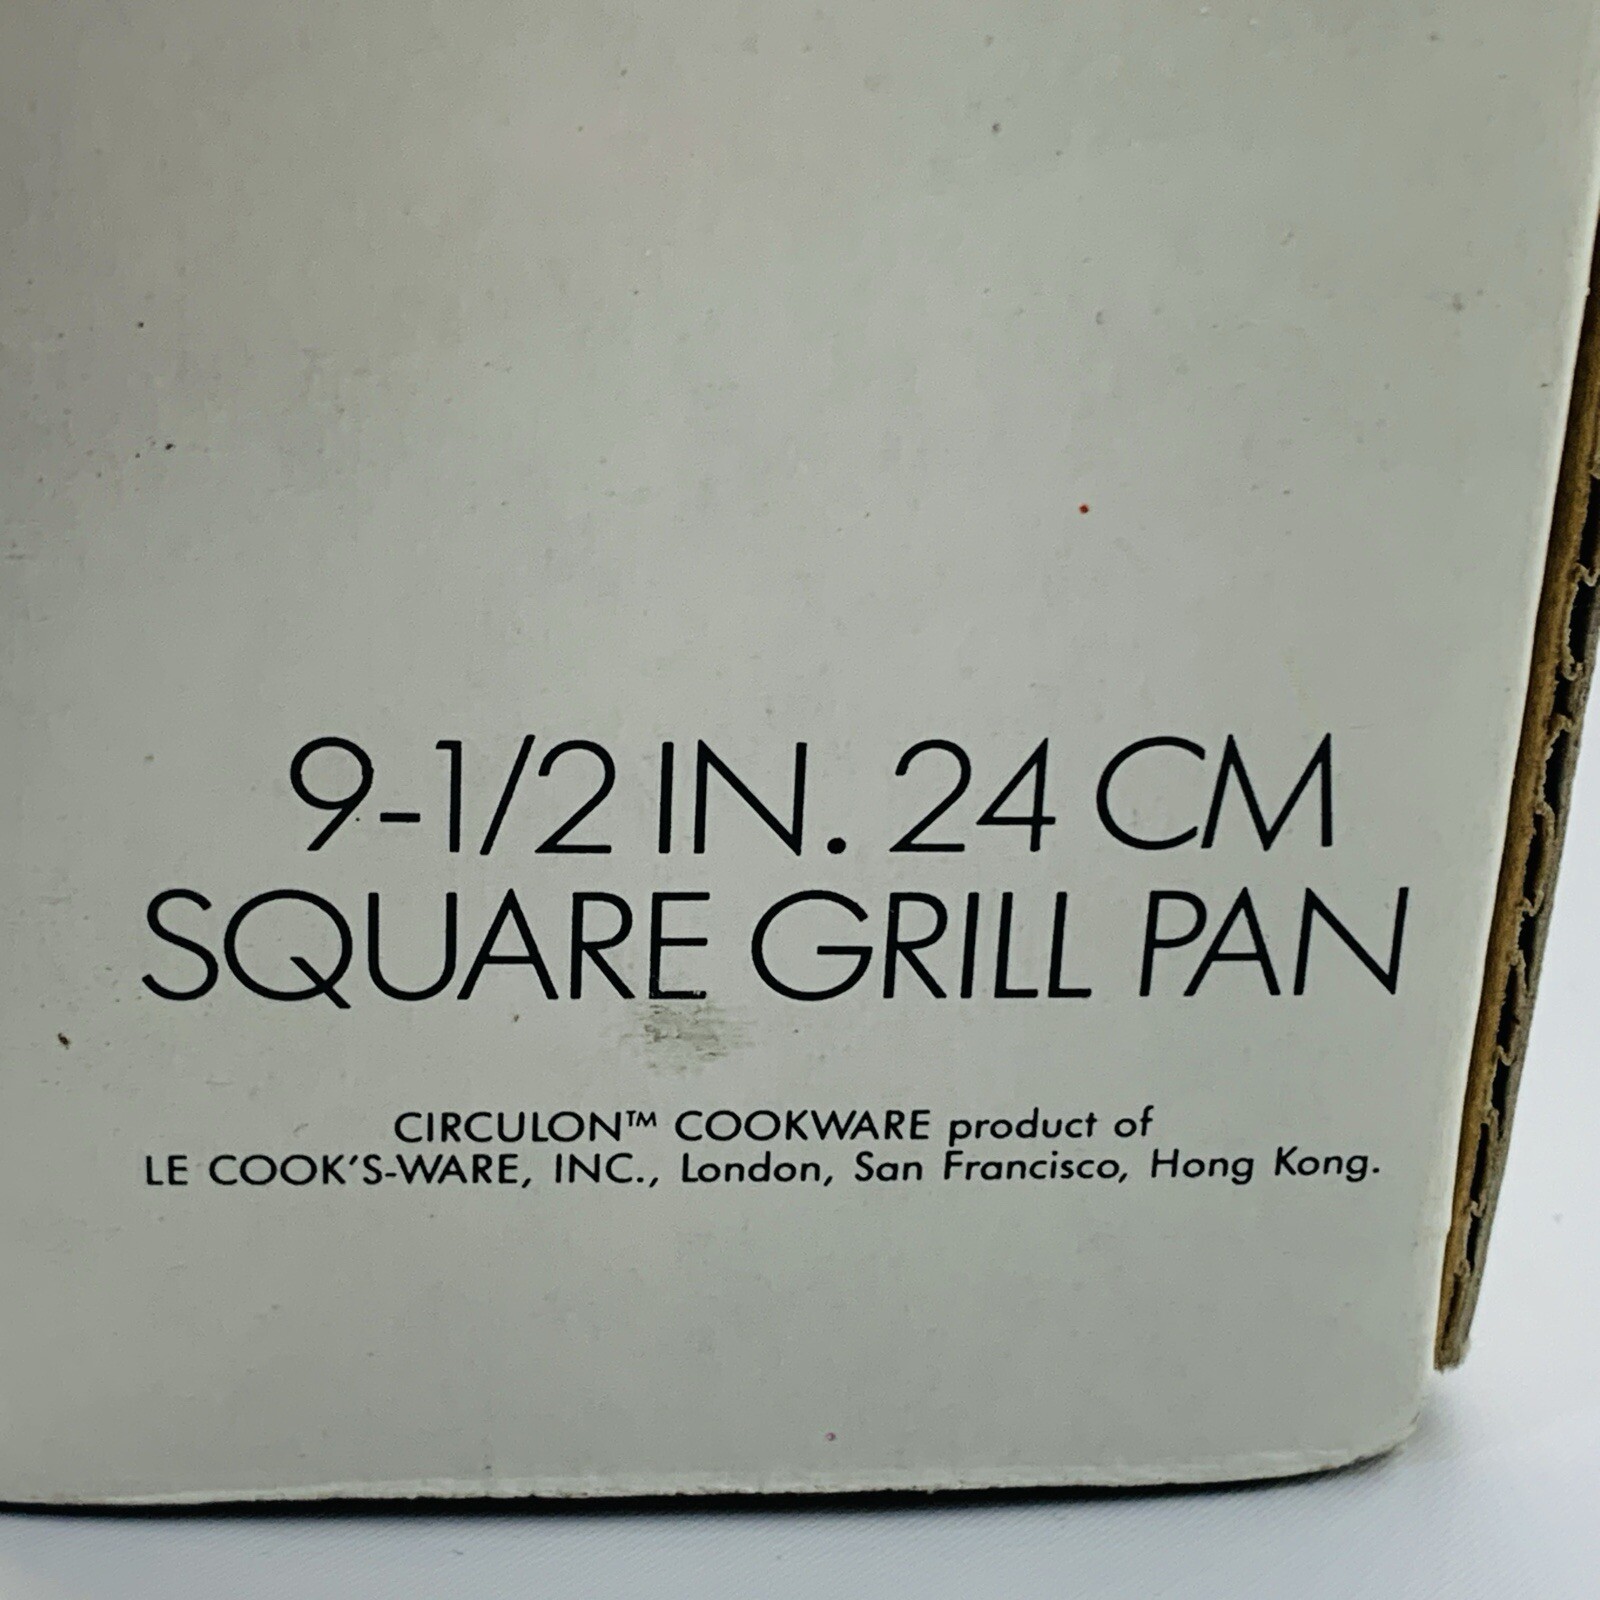 9-1/2 IN. 24 CM
SQUARE GRILL PAN
CIRCULON™ COOKWARE product of
LE COOK'S-WARE, INC., London, San Francisco, Hong Kong.